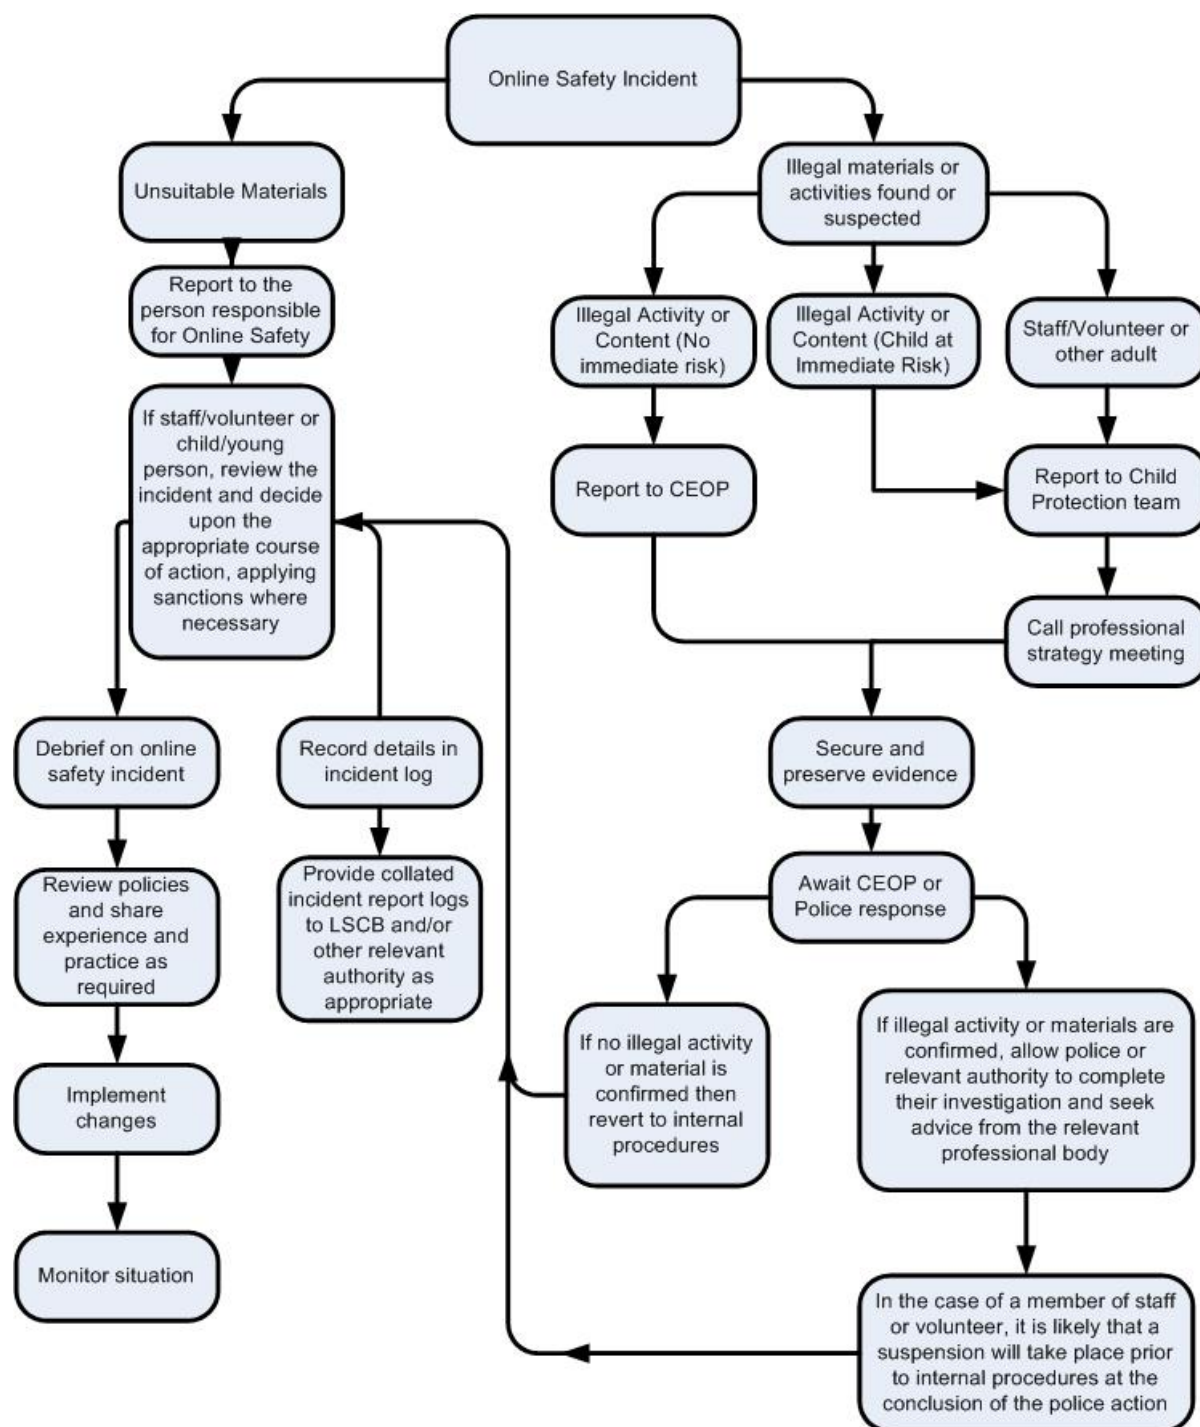 Online Safety Incident
Unsuitable Materials
Illegal materials or
activities found or
suspected
Report to the
person responsible
for Online Safety
Illegal Activity or
Content (No
immediate risk)
Illegal Activity or
Content (Child at
Immediate Risk)
Staff/Volunteer or
other adult
If staff/volunteer or
child/young
person, review the
incident and decide
upon the
appropriate course
of action, applying
sanctions where
necessary
Report to CEOP
Report to Child
Protection team
Call professional
strategy meeting
Debrief on online
safety incident
Record details in
incident log
Secure and
preserve evidence
Review policies
and share
experience and
practice as
required
Provide collated
incident report logs
to LSCB and/or
other relevant
authority as
appropriate
Await CEOP or
Police response
If no illegal activity
or material is
confirmed then
revert to internal
procedures
If illegal activity or materials are
confirmed, allow police or
relevant authority to complete
their investigation and seek
advice from the relevant
professional body
Implement
changes
Monitor situation
In the case of a member of staff
or volunteer, it is likely that a
suspension will take place prior
to internal procedures at the
conclusion of the police action